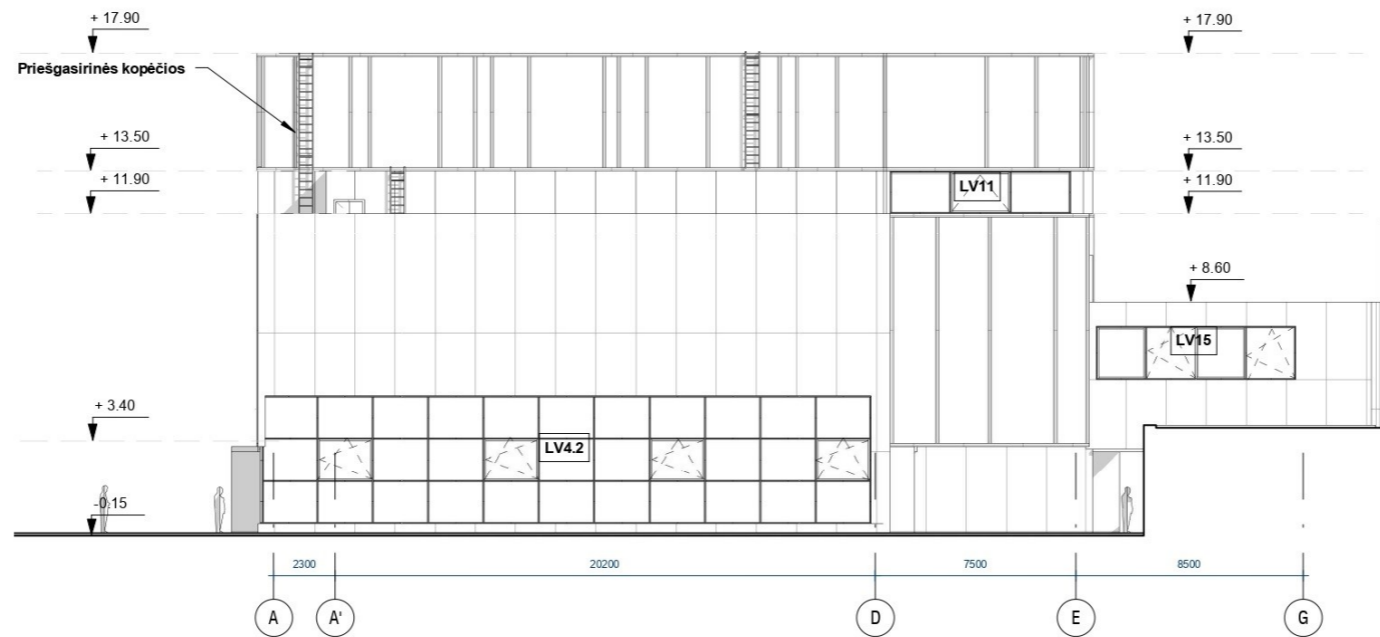 + 17.90
+ 17.90
Priešgasirinės kopėčios
+ 13.50
+ 13.50
+ 11.90
LV11
+ 11.90
+ 8.60
LV15
+ 3.40
LV4.2
-0.15
2300
20200
7500
8500
A
A'
D
E
G